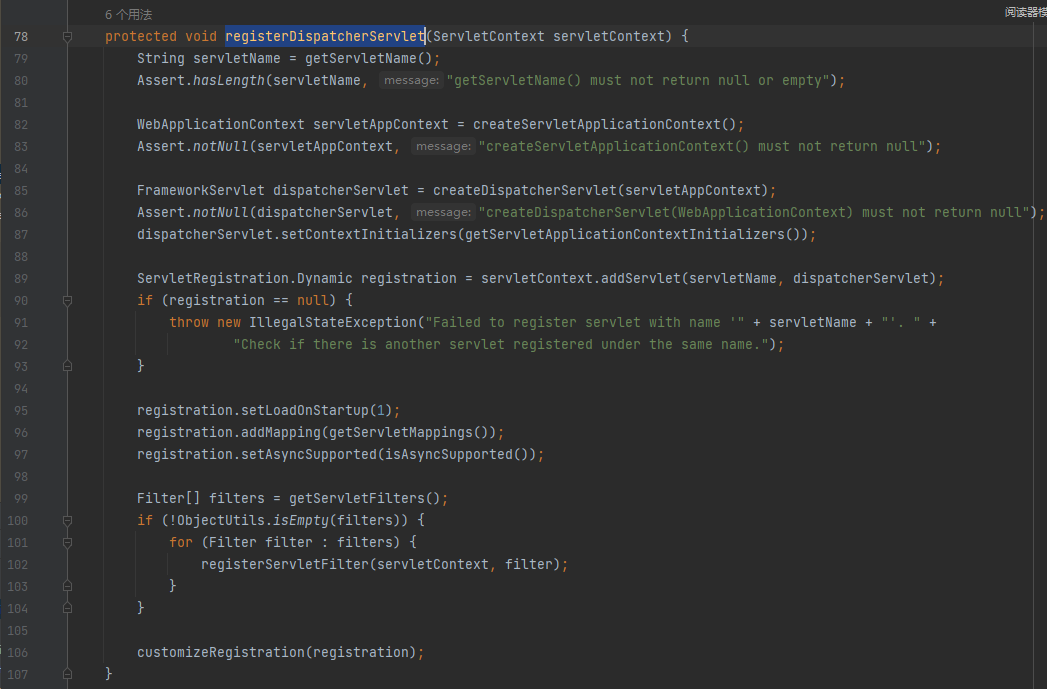 6 个用法
阅读器模
78 protected void registerDispatcherServlet(ServletContext servletContext) {
79 String servletName = getServletName();
80 Assert.hasLength(servletName, message: "getServletName() must not return null or empty");
81
82 WebApplicationContext servletAppContext = createServletApplicationContext();
83 Assert.notNull(servletAppContext, message: "createServletApplicationContext() must not return null");
84
85 FrameworkServlet dispatcherServlet = createDispatcherServlet(servletAppContext);
86 Assert.notNull(dispatcherServlet, message: "createDispatcherServlet(WebApplicationContext) must not return null");
87 dispatcherServlet.setContextInitializers(getServletApplicationContextInitializers());
88
89 ServletRegistration.Dynamic registration = servletContext.addServlet(servletName, dispatcherServlet);
90 if (registration == null) {
91 throw new IllegalStateException("Failed to register servlet with name '" + servletName + "'. " +
92 "Check if there is another servlet registered under the same name.");
93 }
94
95 registration.setLoadOnStartup(1);
96 registration.addMapping(getServletMappings());
97 registration.setAsyncSupported(isAsyncSupported());
98
99 Filter[] filters = getServletFilters();
100 if (!ObjectUtils.isEmpty(filters)) {
101 for (Filter filter : filters) {
102 registerServletFilter(servletContext, filter);
103 }
104 }
105
106 customizeRegistration(registration);
107 }